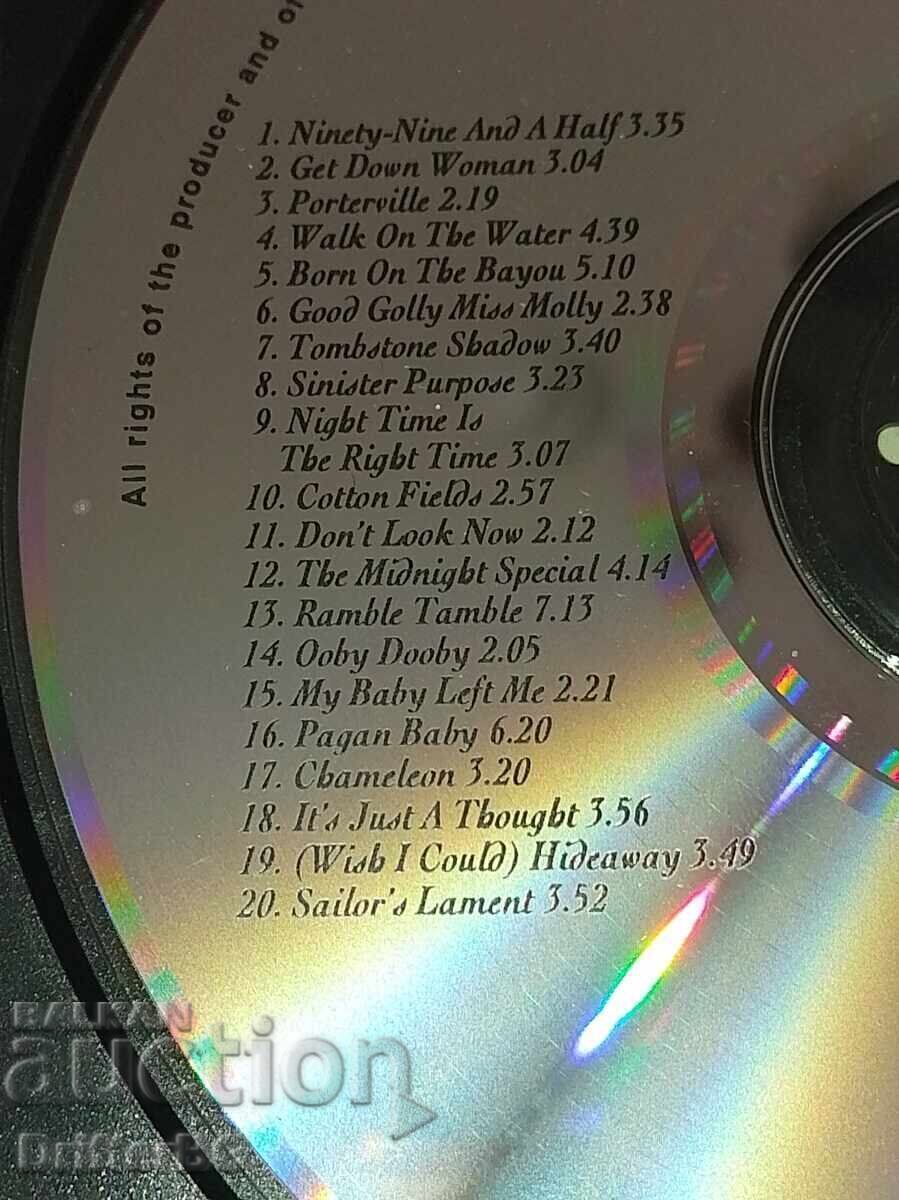 All rights of the producer and of
1. Ninety-Nine And A Half 3.35
2. Get Down Woman 3.04
3. Porterville 2.19
4. Walk On The Water 4.39
5. Born On The Bayou 5.10
6. Good Golly Miss Molly 2.38
7. Tombstone Shadow 3.40
8. Sinister Purpose 3.23
9. Night Time Is
The Right Time 3.07
10. Cotton Fields 2.57
11. Don't Look Now 2.12
12. The Midnight Special 4.14
13. Ramble Tamble 7.13
14. Ooby Dooby 2.05
15. My Baby Left Me 2.21
16. Pagan Baby 6.20
17. Chameleon 3.20
18. It's Just A Thought 3.56
19. (Wish I Could) Hideaway 3.49
20. Sailor's Lament 3.52
BALKAN
auction